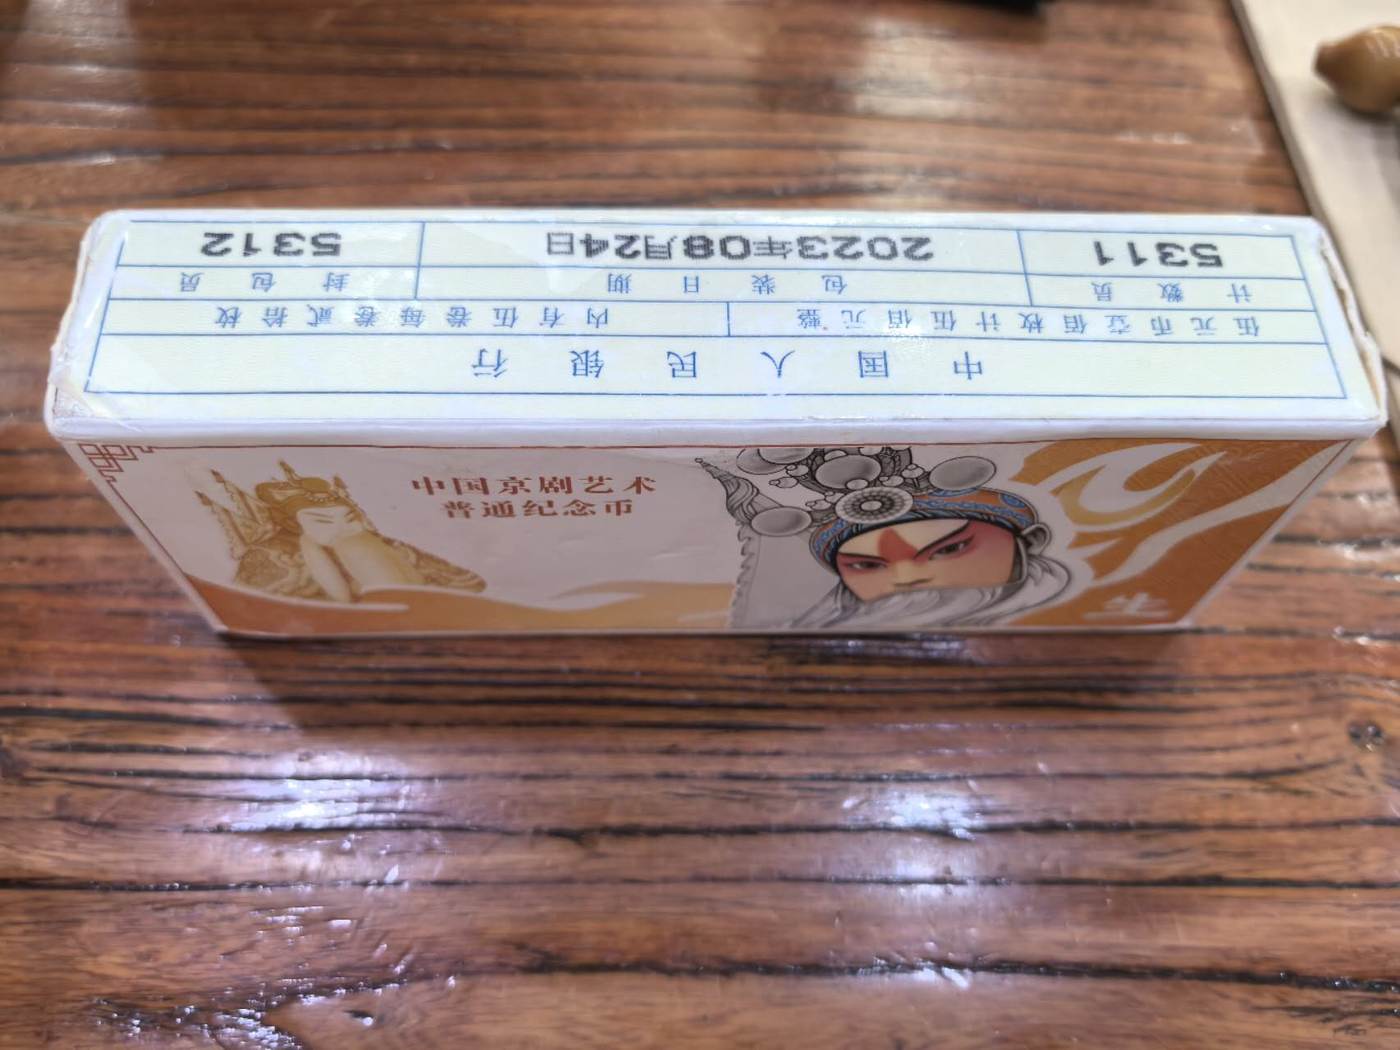 中国人民银行
伍元币壹佰枚计伍佰元整 内有伍卷每卷贰拾枚
计数员 包装日期 封包员
5311 2023年08月24日 5312
中国京剧艺术
普通纪念币
生